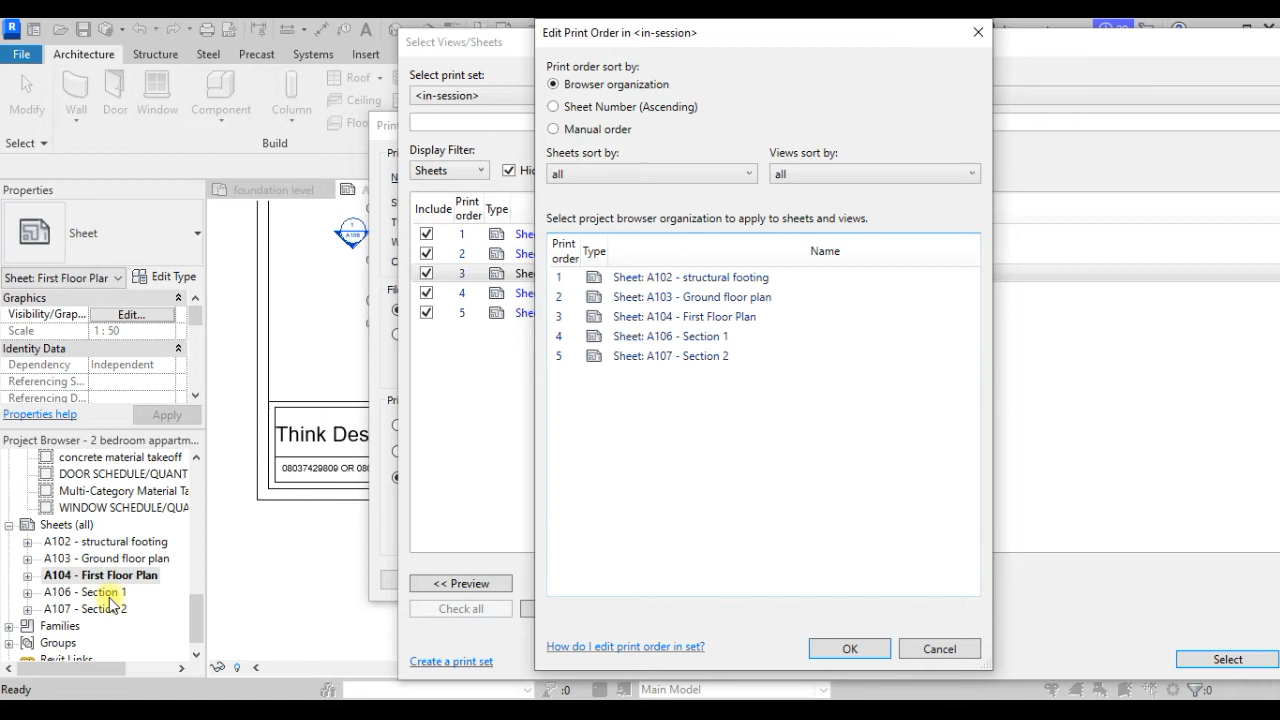 Edit Print Order in <in-session>
Select Views/Sheets
File
Architecture
Structure
Steel
Precast
Systems
Insert
Print order sort by:
Select print set:
<in-session>
Browser organization
Sheet Number (Ascending)
Manual order
Modify
Wall
Door
Window
Component
Column
Roof
Ceiling
Select
Build
Display Filter:
Sheets
Sheets sort by:
all
Views sort by:
all
Properties
foundation level
Sheet
Include
Print order
Type
1
2
3
4
5
Select project browser organization to apply to sheets and views.
Print order
Type
Name
1 Sheet: A102 - structural footing
2 Sheet: A103 - Ground floor plan
3 Sheet: A104 - First Floor Plan
4 Sheet: A106 - Section 1
5 Sheet: A107 - Section 2
Sheet: First Floor Plar
Edit Type
Graphics
Visibility/Grap...
Edit...
Scale
1 : 50
Identity Data
Dependency
Independent
Referencing S...
Referencing D...
Properties help
Apply
Think Des
08037429809 OR 080
Project Browser - 2 bedroom appartm...
concrete material takeoff
DOOR SCHEDULE/QUANT
Multi-Category Material Ta
WINDOW SCHEDULE/QUA
Sheets (all)
A102 - structural footing
A103 - Ground floor plan
A104 - First Floor Plan
A106 - Section 1
A107 - Section 2
Families
Groups
Revit Links
<< Preview
Check all
Create a print set
How do I edit print order in set?
OK
Cancel
Select
Ready
:0
Main Model
:0